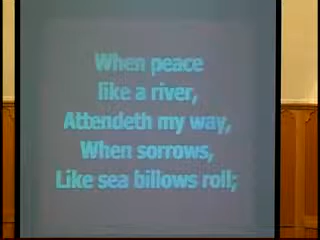 When peace
like a river,
Attendeth my way,
When sorrows,
Like sea billows roll;